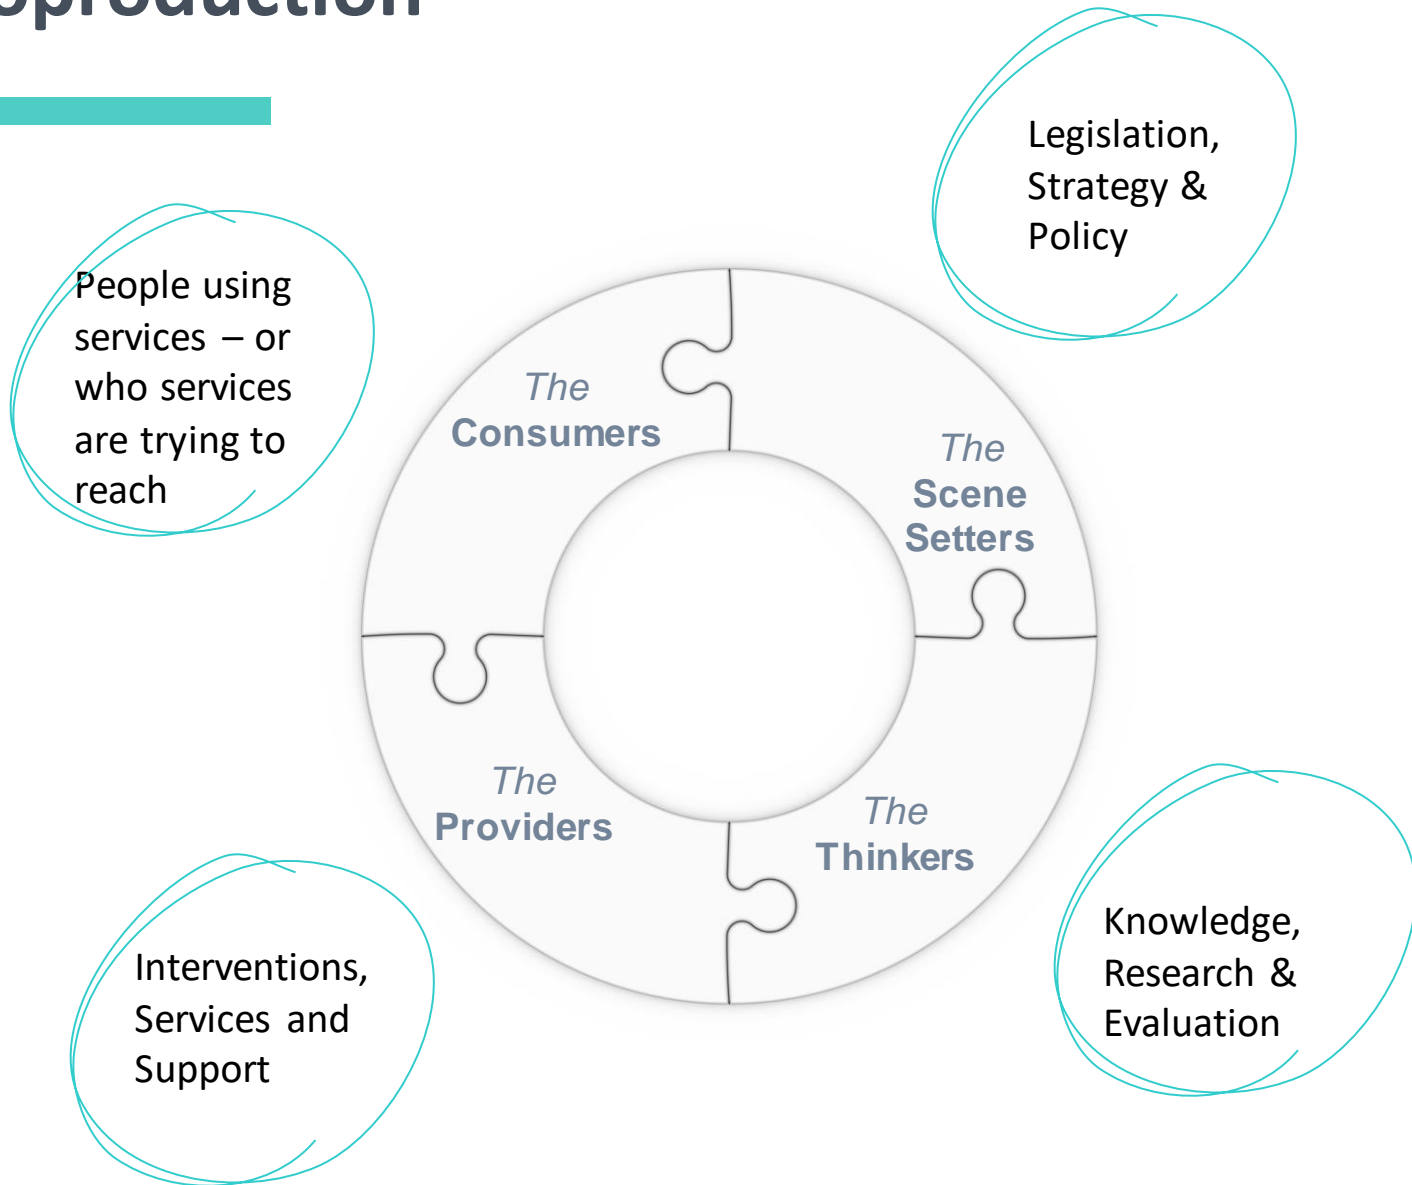 oproduction
Legislation,
Strategy &
Policy
People using
services – or
who services
are trying to
reach
The
Consumers
The
Scene
Setters
The
Providers
The
Thinkers
Knowledge,
Research &
Evaluation
Interventions,
Services and
Support